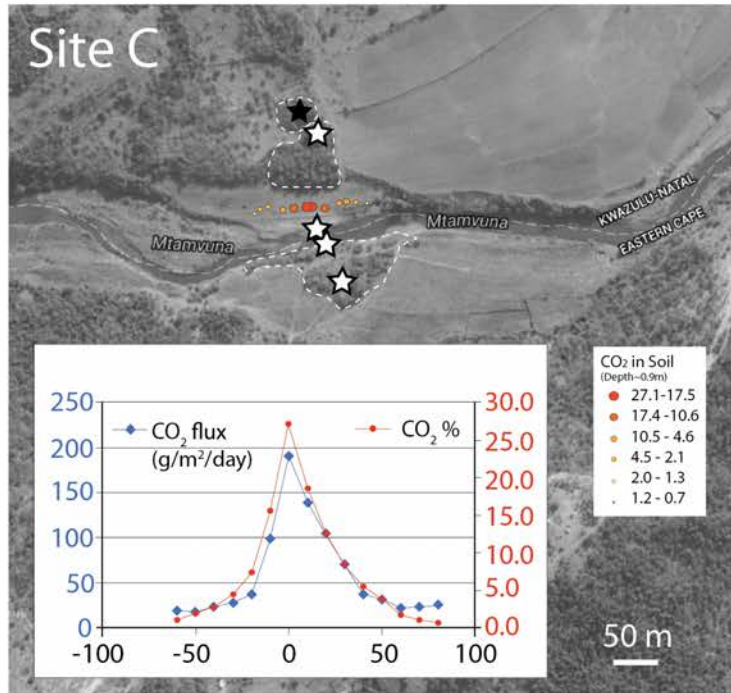 Site C
KWAZULU-NATAL
EASTERN CAPE
Mtamvuna
Mtamvuna
CO₂ in Soil
(Depth~0.9m)
27.1-17.5
17.4 -10.6
10.5 - 4.6
4.5 - 2.1
2.0 - 1.3
1.2 - 0.7
50 m
CO₂ flux
(g/m²/day)
CO₂ %
250
200
150
100
50
0
30.0
25.0
20.0
15.0
10.0
5.0
0.0
-100
-50
0
50
100